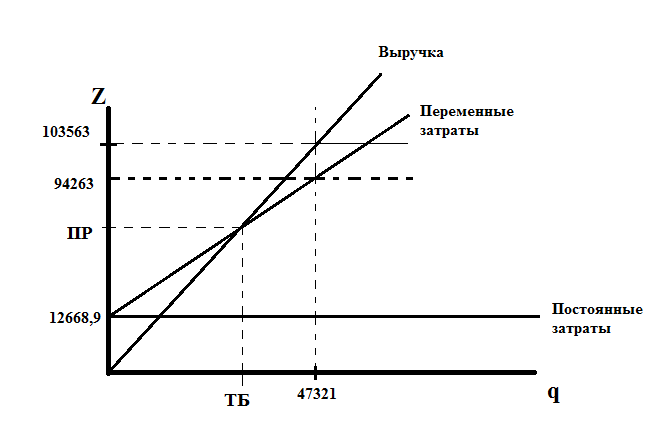 Выручка
Z
Переменные
затраты
103563
94263
ПР
12668,9
Постоянные
затраты
ТБ
47321
q